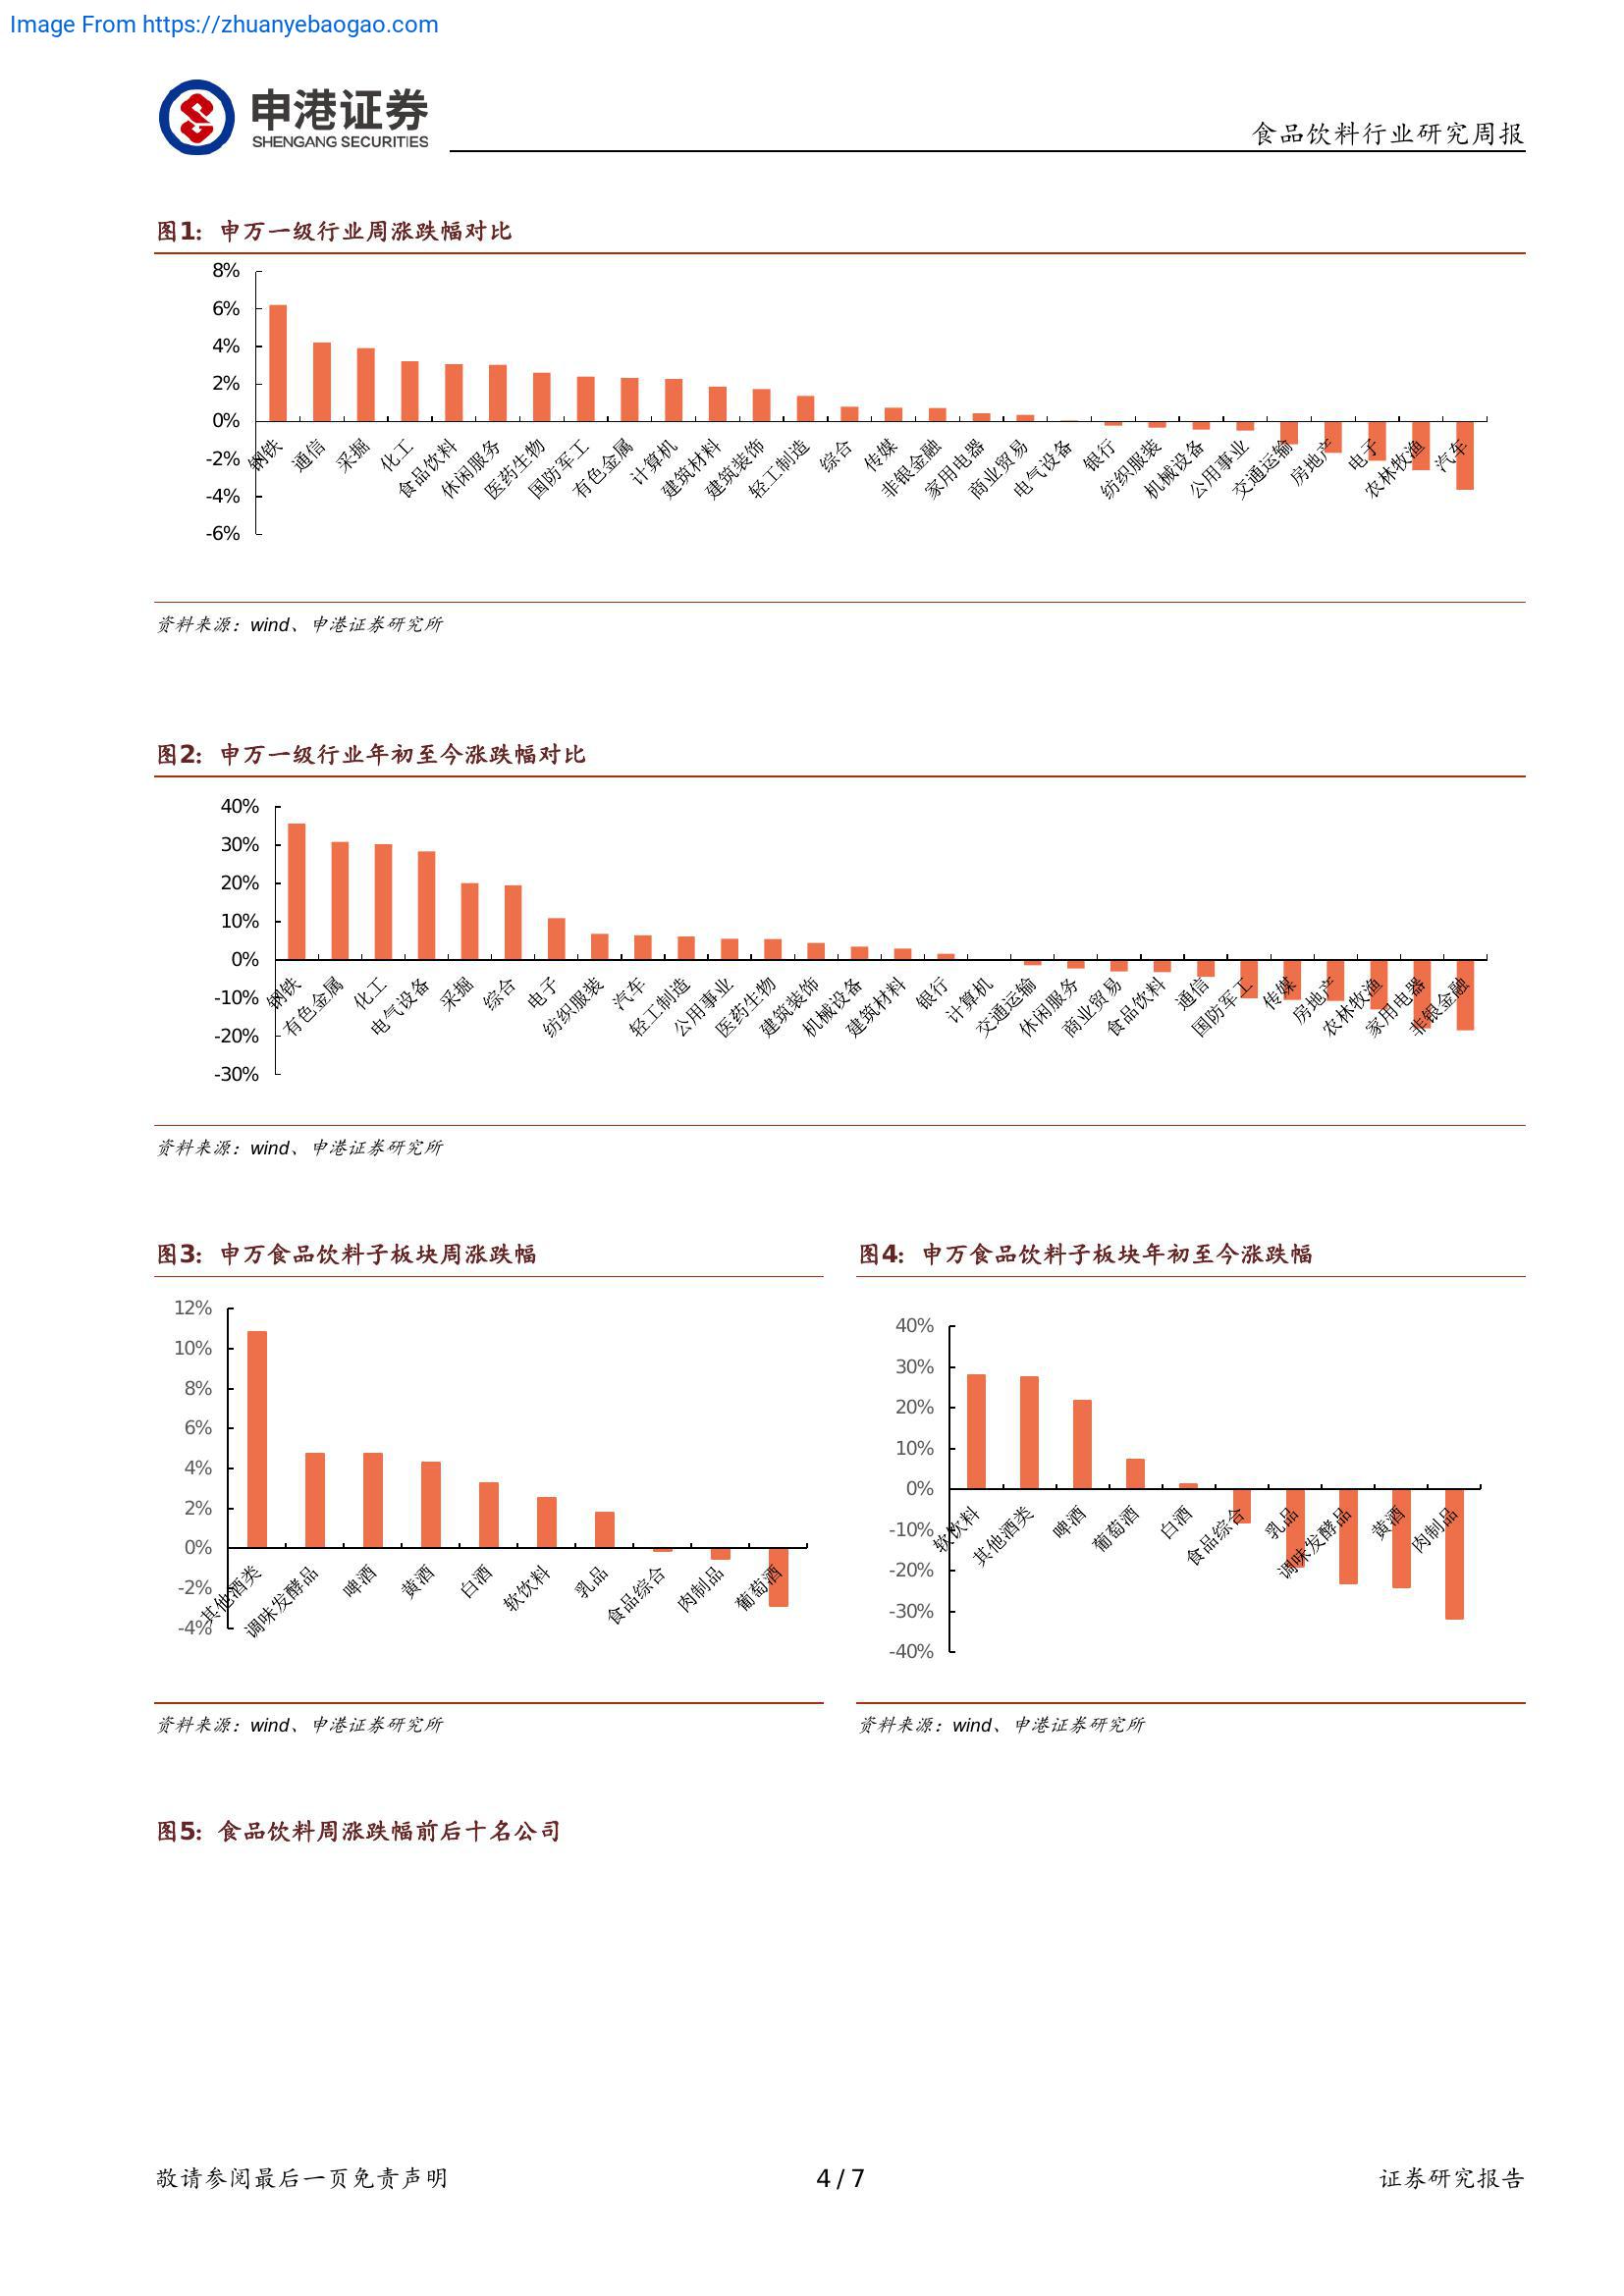 Image From https://zhuanyebaogao.com
申港证券
SHENGANG SECURITIES
食品饮料行业研究周报
图1：申万一级行业周涨跌幅对比
8%
6%
4%
2%
0%
-2%
-4%
-6%
钢铁
通信
采掘
化工
食品饮料
休闲服务
医药生物
国防军工
有色金属
计算机
建筑材料
建筑装饰
轻工制造
综合
传媒
非银金融
家用电器
商业贸易
电气设备
银行
纺织服装
机械设备
公用事业
交通运输
房地产
电子
农林牧渔
汽车
资料来源：wind、申港证券研究所
图2：申万一级行业年初至今涨跌幅对比
40%
30%
20%
10%
0%
-10%
-20%
-30%
钢铁
有色金属
化工
电气设备
采掘
综合
电子
纺织服装
汽车
轻工制造
公用事业
医药生物
建筑装饰
机械设备
建筑材料
银行
计算机
交通运输
休闲服务
商业贸易
食品饮料
通信
国防军工
传媒
房地产
农林牧渔
家用电器
非银金融
资料来源：wind、申港证券研究所
图3：申万食品饮料子板块周涨跌幅
12%
10%
8%
6%
4%
2%
0%
-2%
-4%
其他酒类
调味发酵品
啤酒
黄酒
白酒
软饮料
乳品
食品综合
肉制品
葡萄酒
资料来源：wind、申港证券研究所
图4：申万食品饮料子板块年初至今涨跌幅
40%
30%
20%
10%
0%
-10%
-20%
-30%
-40%
软饮料
其他酒类
啤酒
葡萄酒
白酒
食品综合
乳品
调味发酵品
黄酒
肉制品
资料来源：wind、申港证券研究所
图5：食品饮料周涨跌幅前后十名公司
敬请参阅最后一页免责声明
4 / 7
证券研究报告